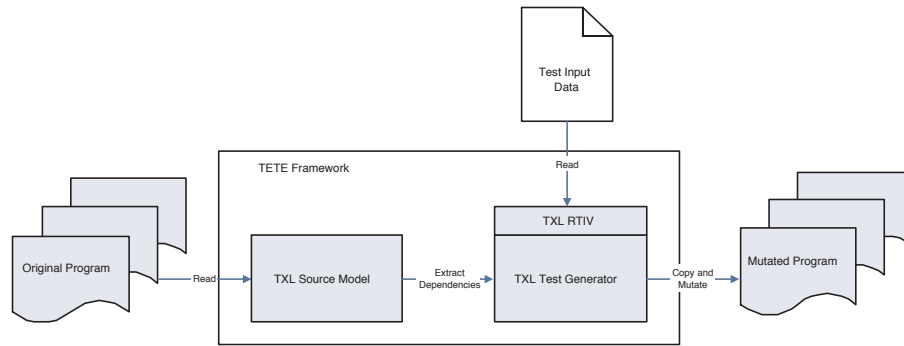 Test Input
Data
Read
TETE Framework
TXL RTIV
Original Program
Read
TXL Source Model
Extract
Dependencies
TXL Test Generator
Copy and
Mutate
Mutated Program